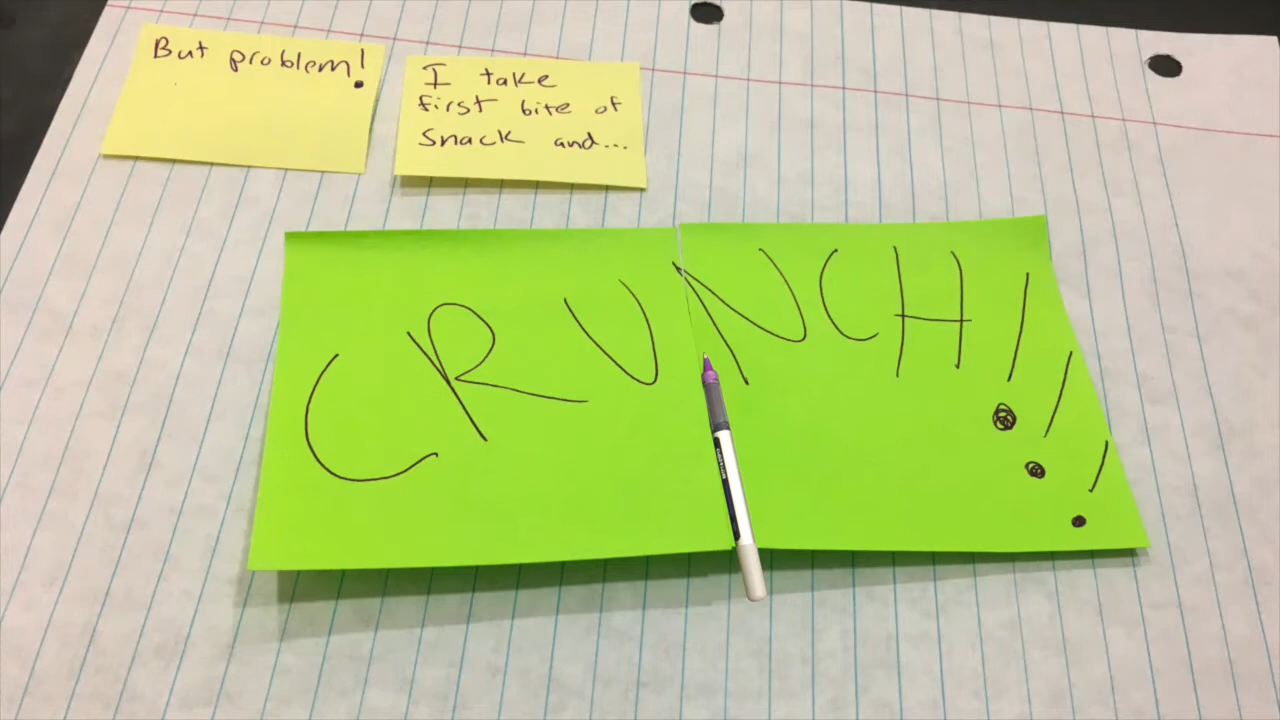 But problem!
I take
first bite of
snack and...
CRUNCH!!!